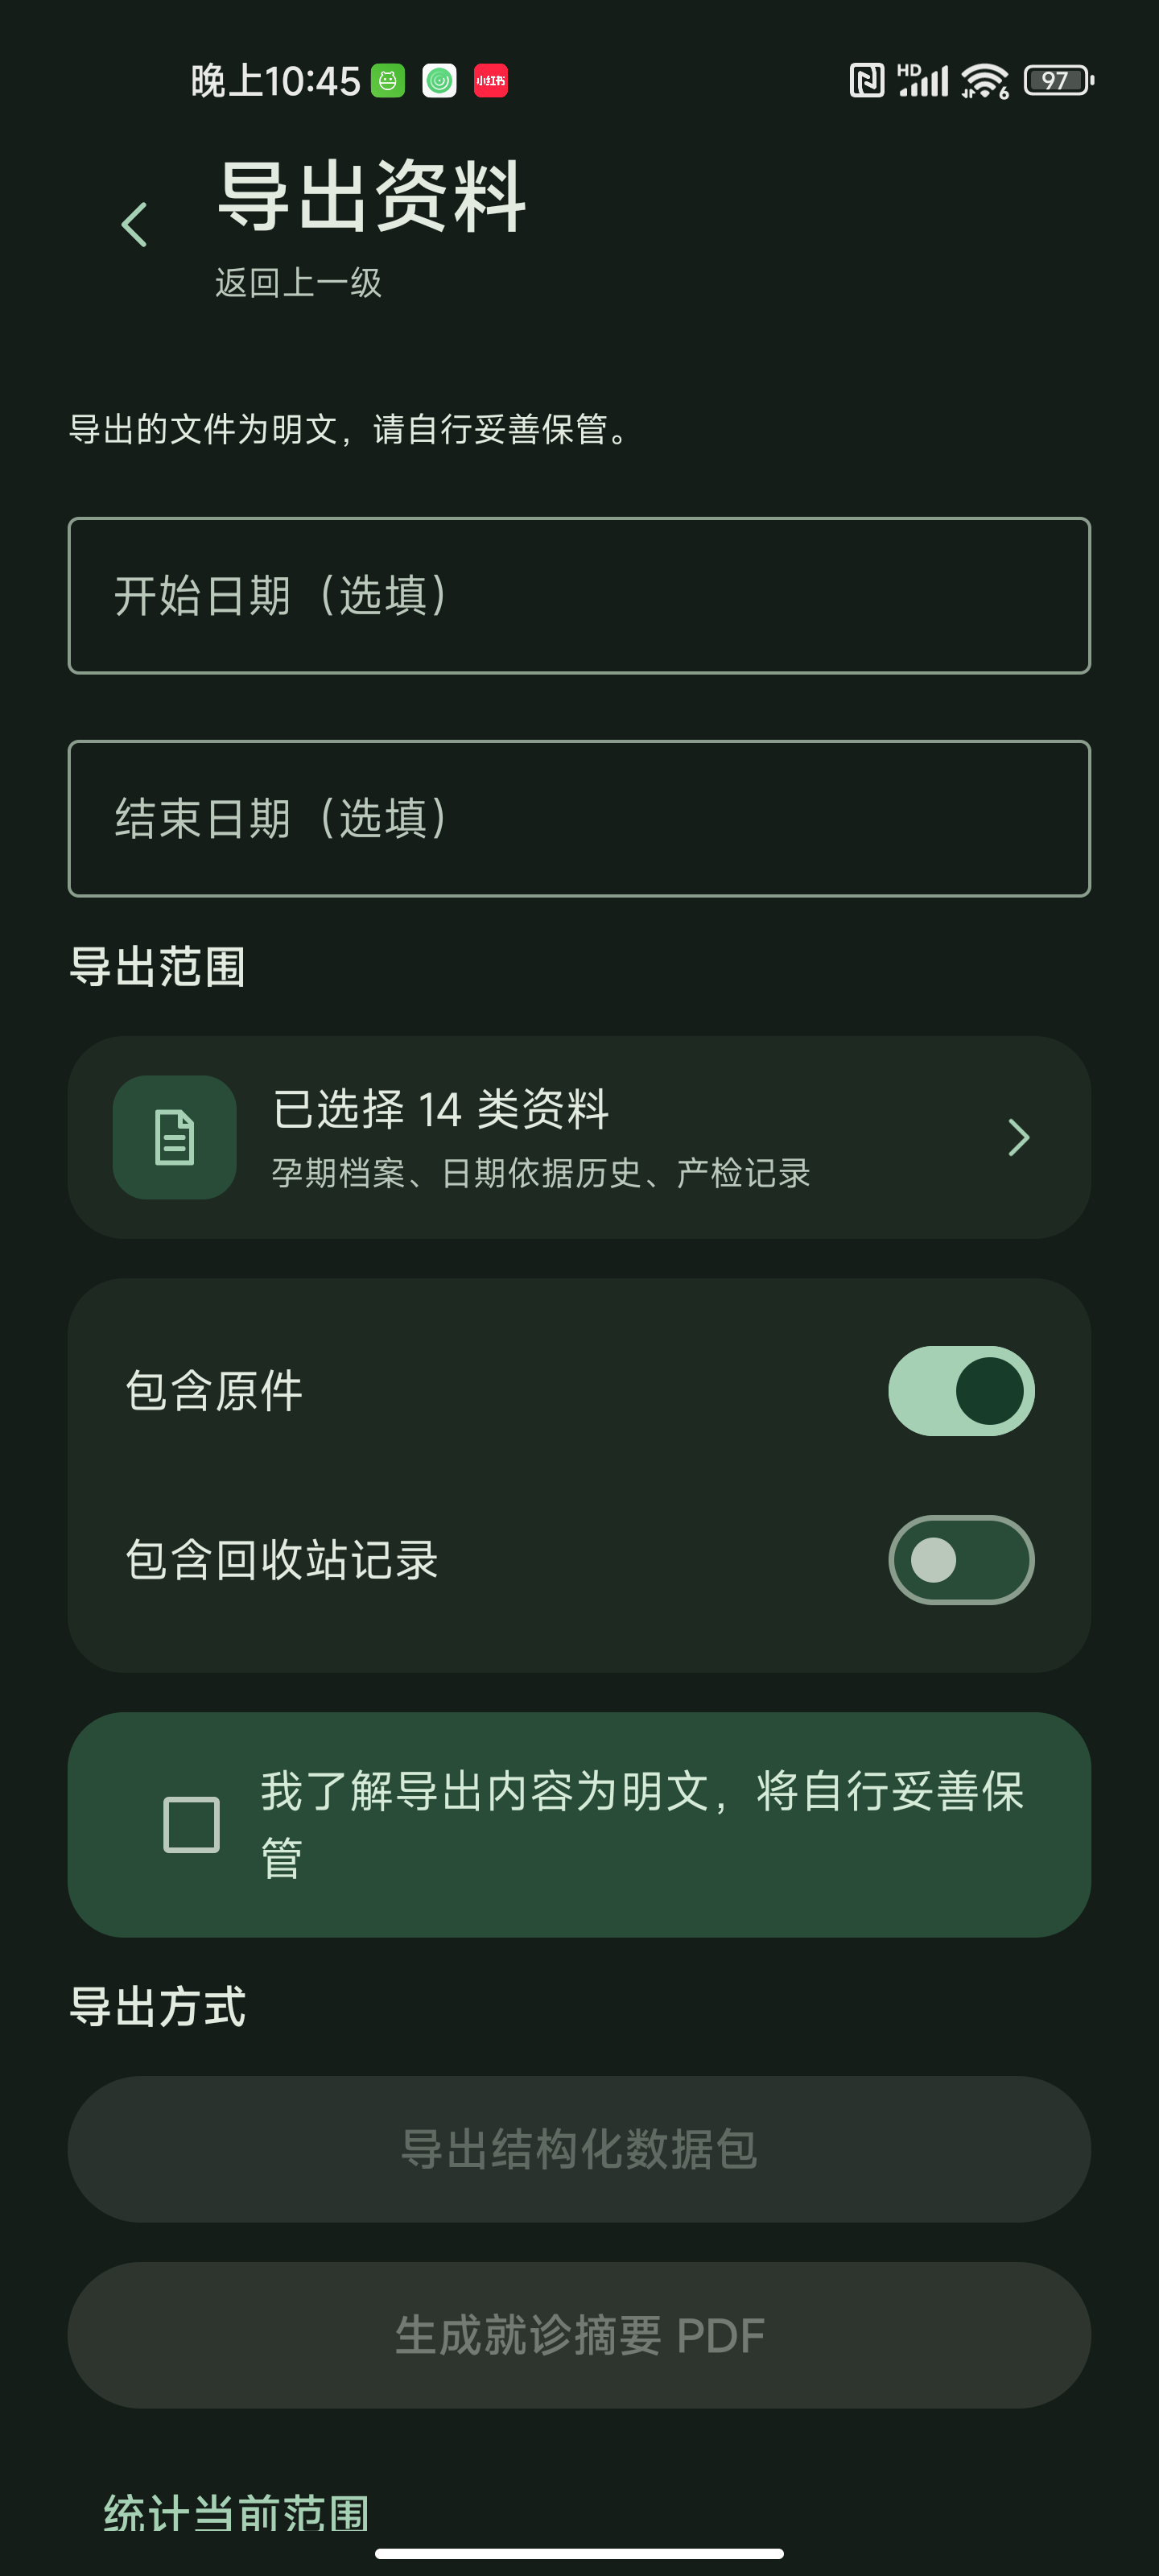 晚上10:45
小红书
HD
6
97
导出资料
返回上一级
导出的文件为明文，请自行妥善保管。
开始日期（选填）
结束日期（选填）
导出范围
已选择 14 类资料
孕期档案、日期依据历史、产检记录
包含原件
包含回收站记录
我了解导出内容为明文，将自行妥善保
管
导出方式
导出结构化数据包
生成就诊摘要 PDF
统计当前范围